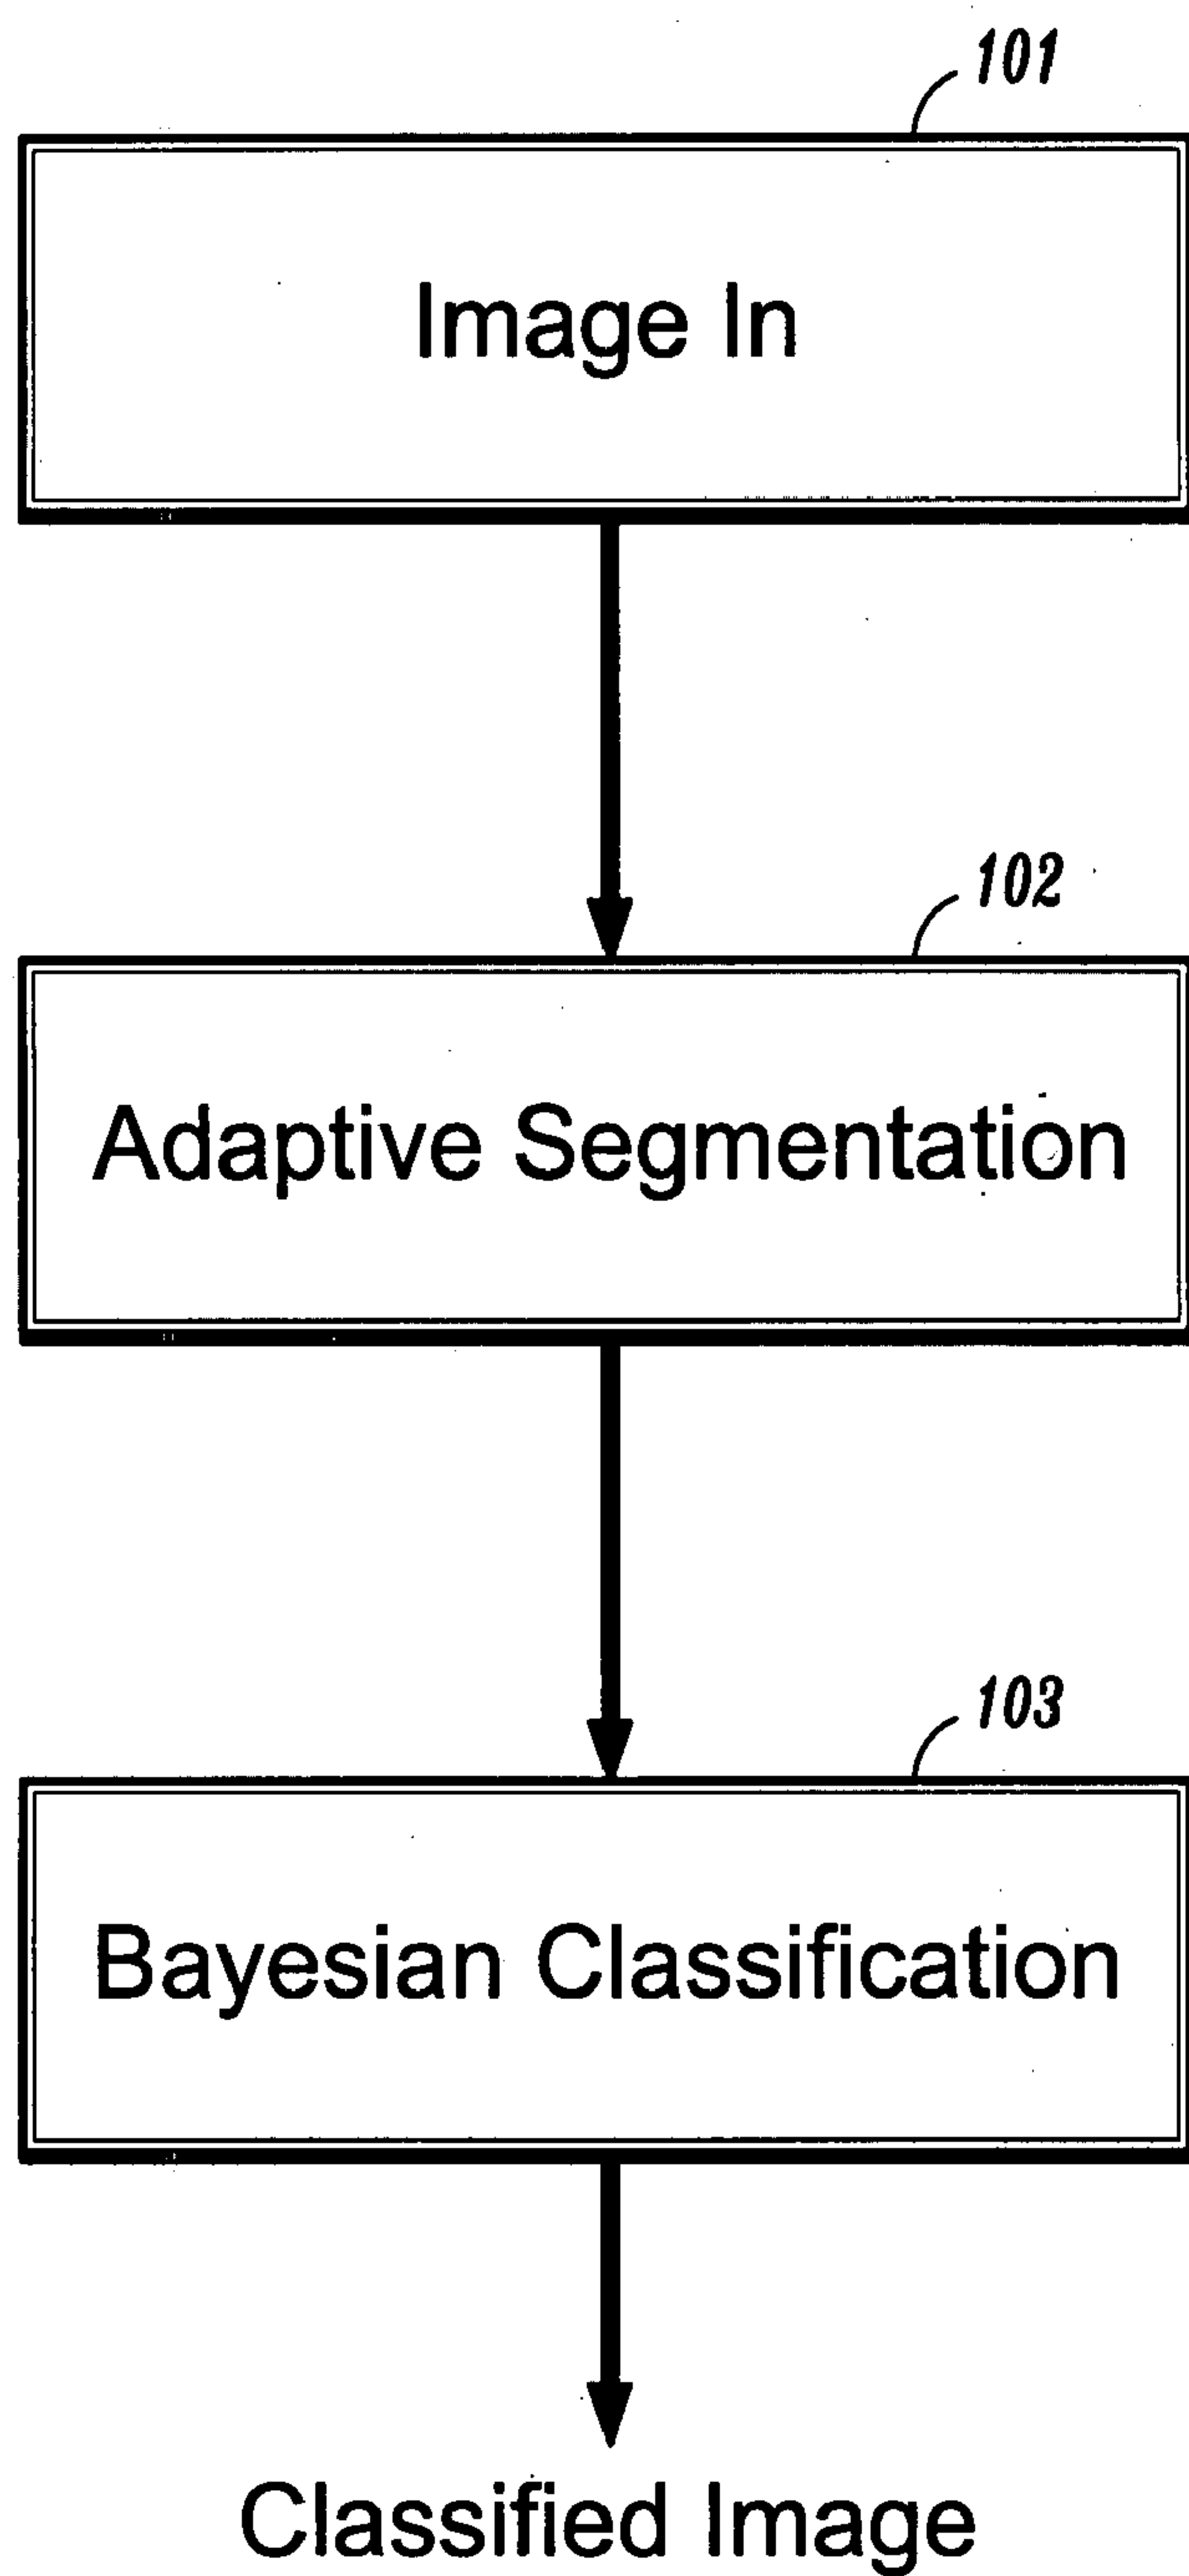 101
Image In
102
Adaptive Segmentation
103
Bayesian Classification
Classified Image